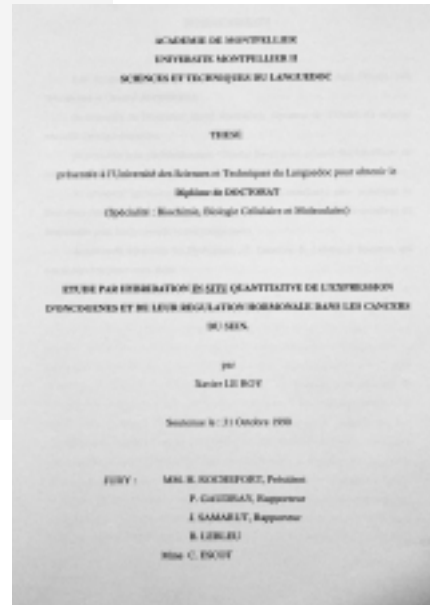 ACADEMIE DE MONTPELLIER
UNIVERSITE MONTPELLIER II
SCIENCES ET TECHNIQUES DU LANGUEDOC
THESE
présentée à l'Université des Sciences et Techniques du Languedoc pour obtenir le
Diplôme de DOCTORAT
(Spécialité : Biochimie, Biologie Cellulaire et Moléculaire)
ETUDE PAR HYBRIDATION IN SITU QUANTITATIVE DE L'EXPRESSION
D'ONCOGENES ET DE LEUR REGULATION HORMONALE DANS LES CANCERS
DU SEIN.
par
Xavier LE ROY
Soutenue le : 31 Octobre 1990
JURY : MM. H. ROCHEFORT, Président
P. GAUDRAY, Rapporteur
J. SAMARUT, Rapporteur
B. LEBLEU
Mme C. ESCOT